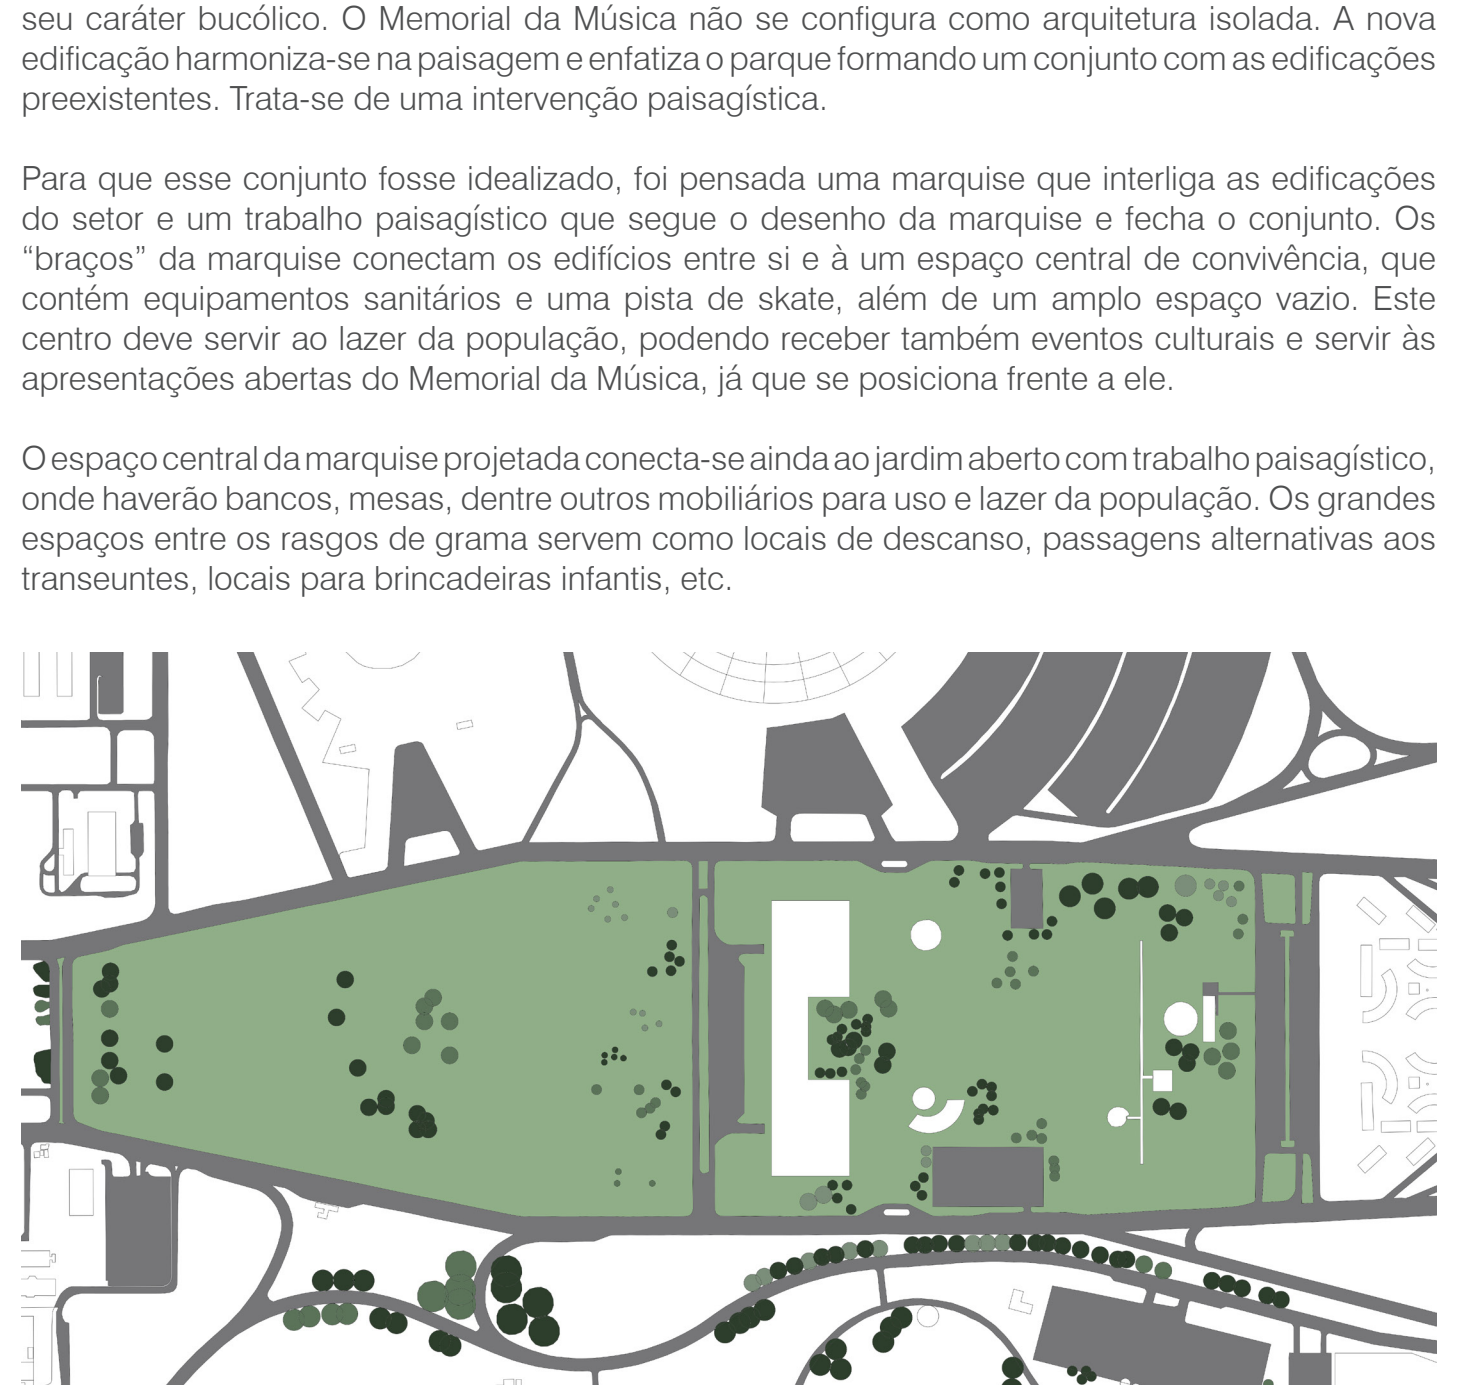 seu caráter bucólico. O Memorial da Música não se configura como arquitetura isolada. A nova
edificação harmoniza-se na paisagem e enfatiza o parque formando um conjunto com as edificações
preexistentes. Trata-se de uma intervenção paisagística.
Para que esse conjunto fosse idealizado, foi pensada uma marquise que interliga as edificações
do setor e um trabalho paisagístico que segue o desenho da marquise e fecha o conjunto. Os
“braços” da marquise conectam os edifícios entre si e à um espaço central de convivência, que
contém equipamentos sanitários e uma pista de skate, além de um amplo espaço vazio. Este
centro deve servir ao lazer da população, podendo receber também eventos culturais e servir às
apresentações abertas do Memorial da Música, já que se posiciona frente a ele.
O espaço central da marquise projetada conecta-se ainda ao jardim aberto com trabalho paisagístico,
onde haverão bancos, mesas, dentre outros mobiliários para uso e lazer da população. Os grandes
espaços entre os rasgos de grama servem como locais de descanso, passagens alternativas aos
transeuntes, locais para brincadeiras infantis, etc.